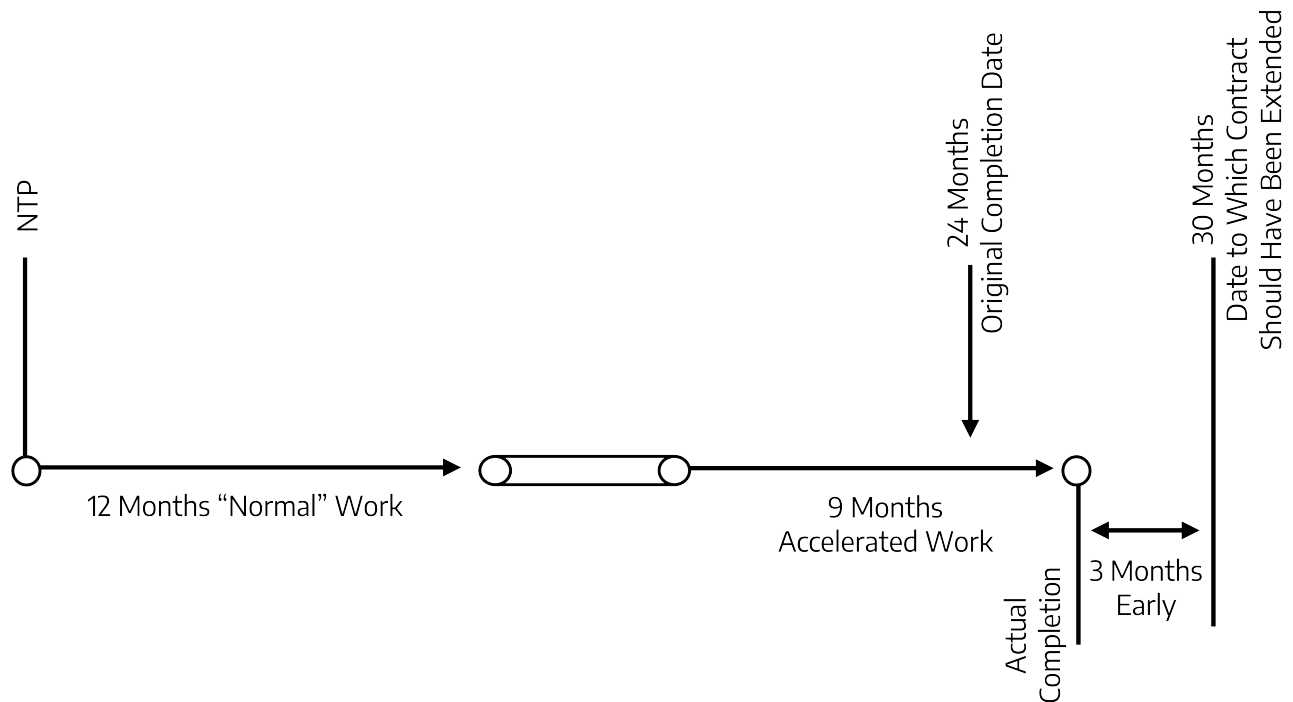 NTP
24 Months
Original Completion Date
30 Months
Date to Which Contract
Should Have Been Extended
12 Months “Normal” Work
9 Months
Accelerated Work
Actual
Completion
3 Months
Early